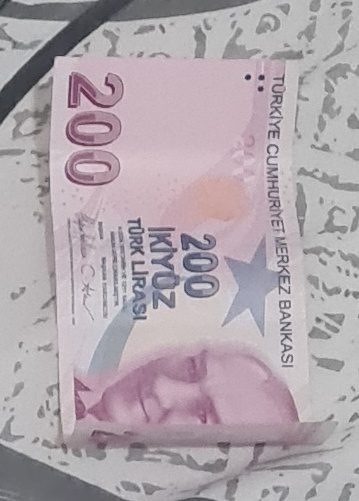 TÜRKİYE CUMHURİYET MERKEZ BANKASI
200
İKİYÜZ
TÜRK LİRASI
200